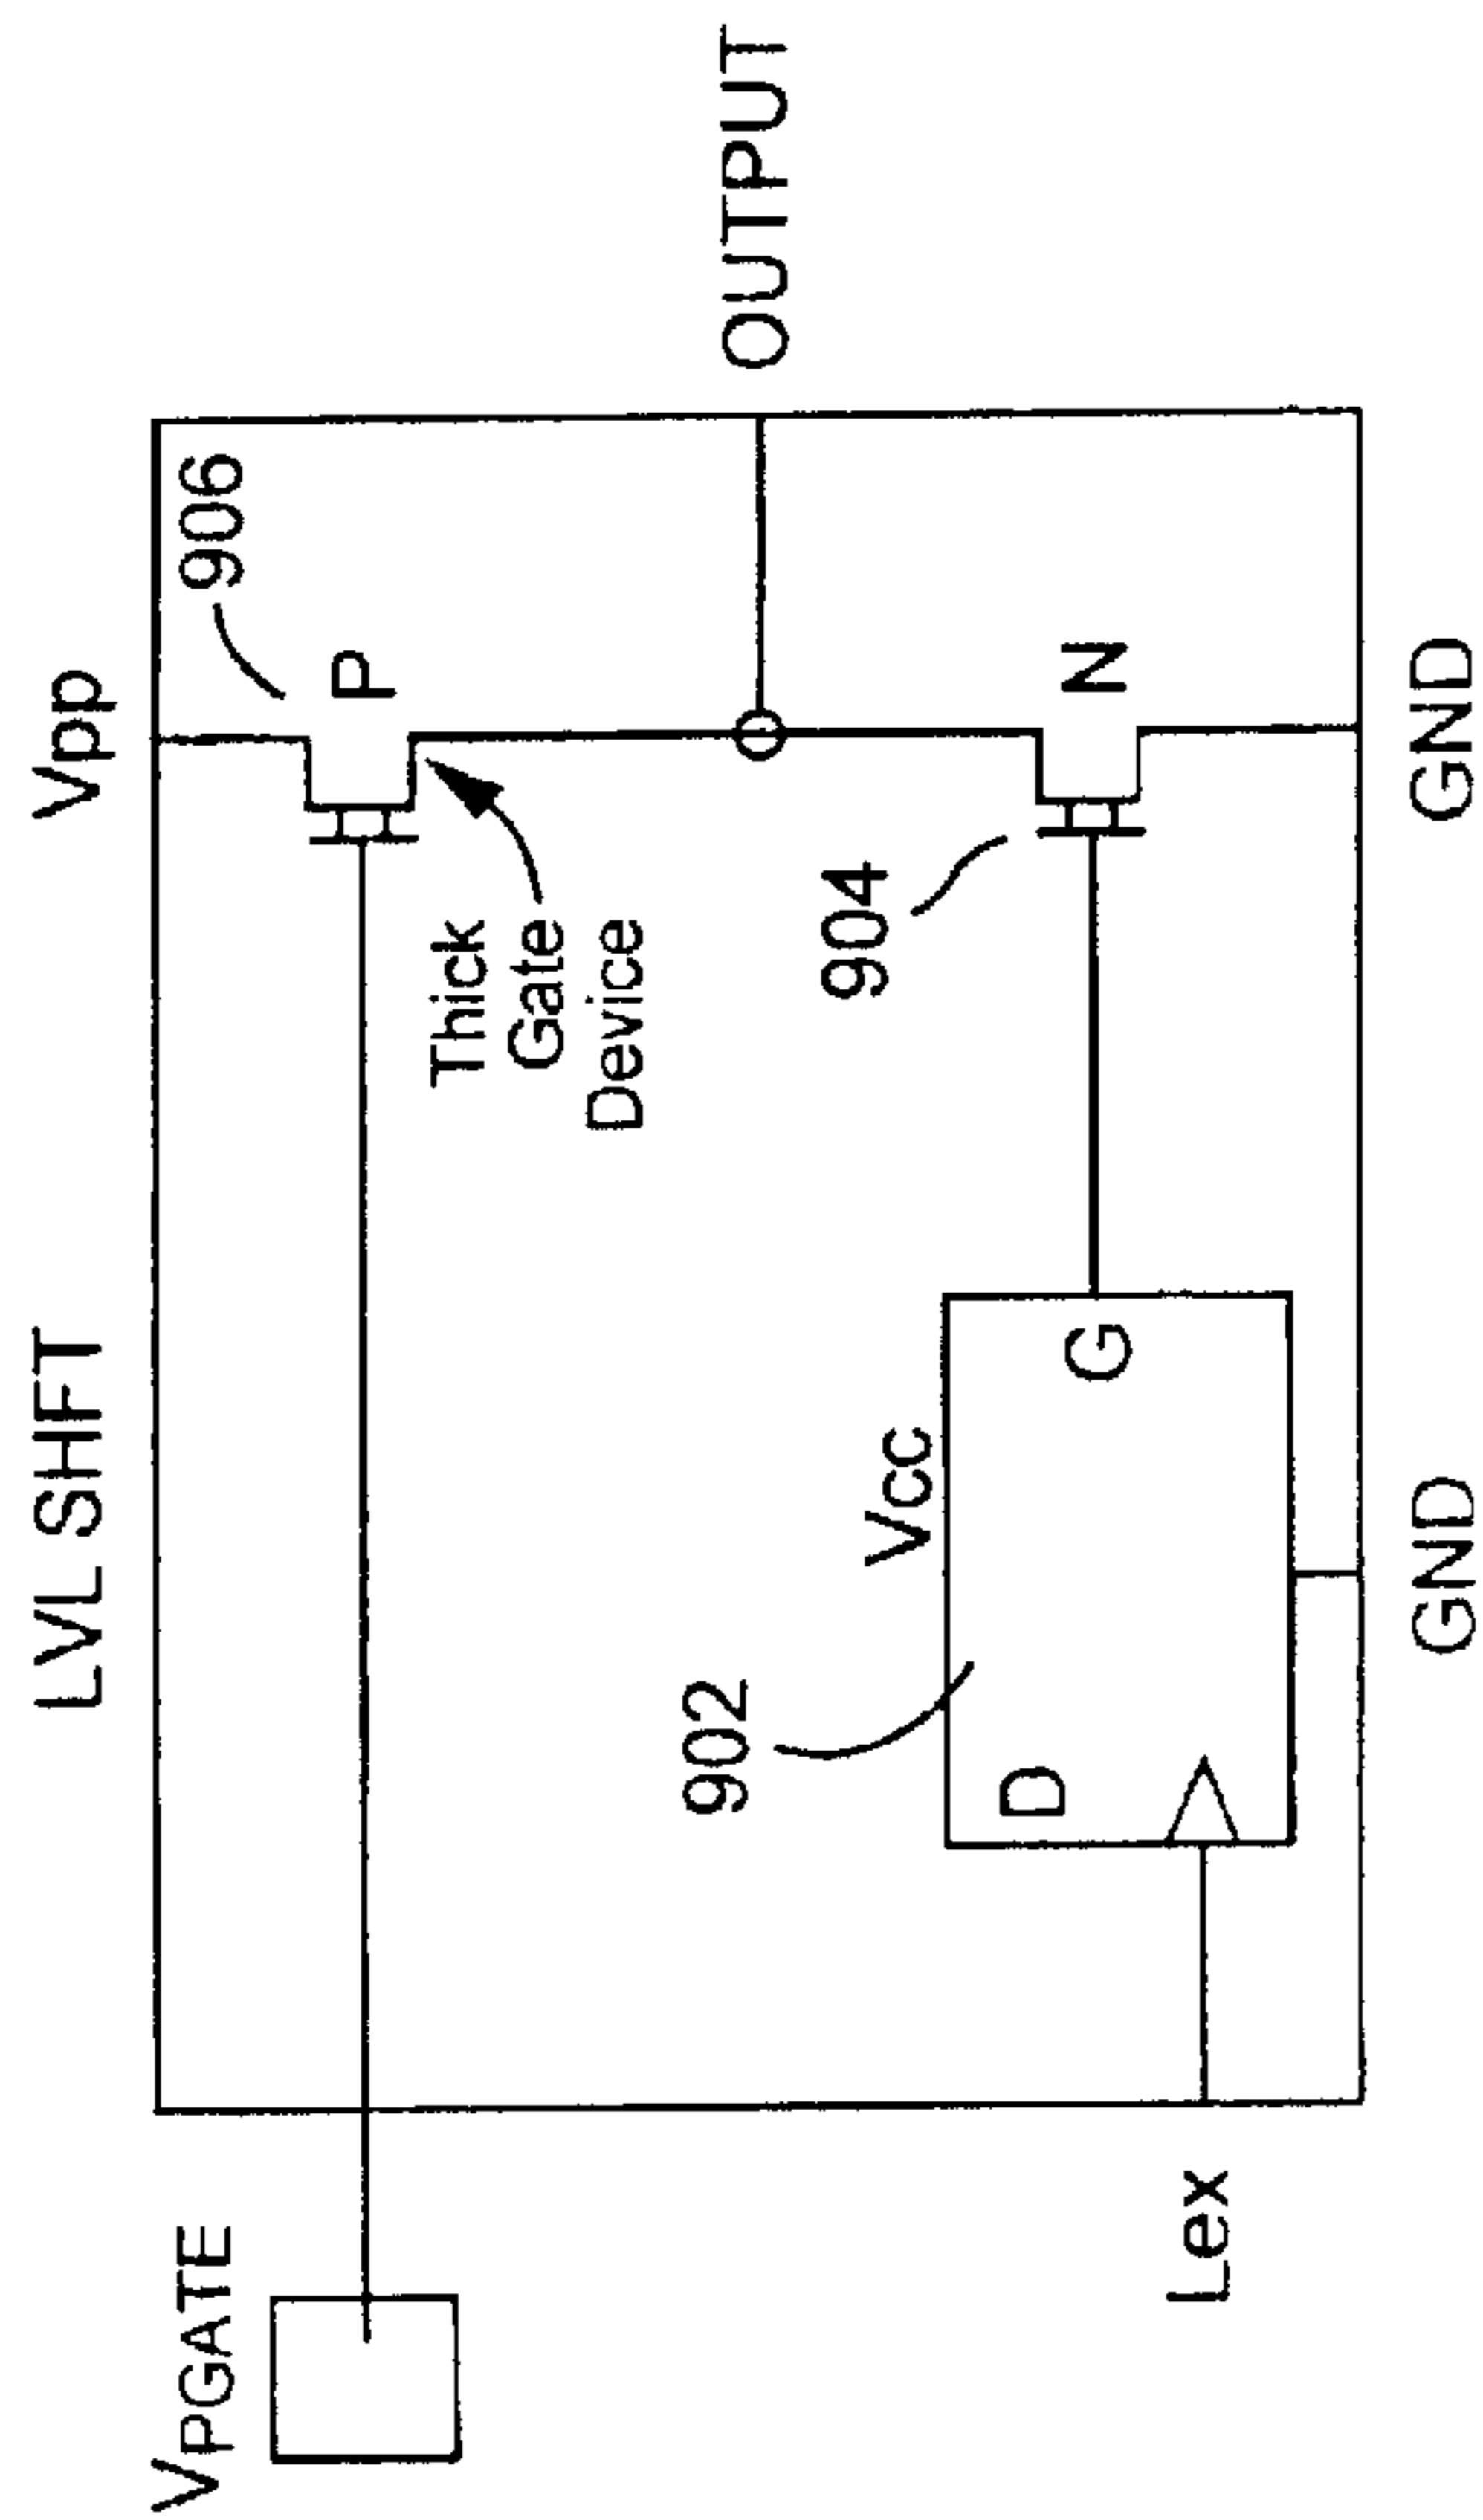 LVL SHFT
Vpp
VPGATE
906
P
Thick
Gate
Device
OUTPUT
902
Vcc
904
D
G
N
Lex
GND
GND